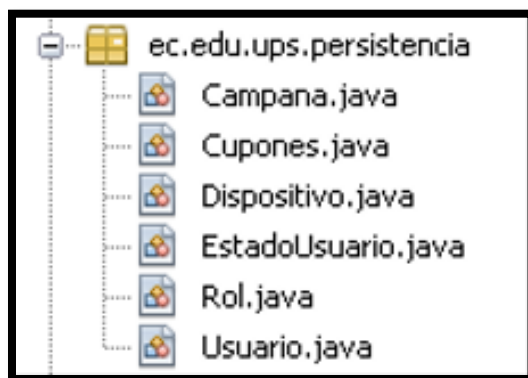 ec.edu.ups.persistencia
Campana.java
Cupones.java
Dispositivo.java
EstadoUsuario.java
Rol.java
Usuario.java